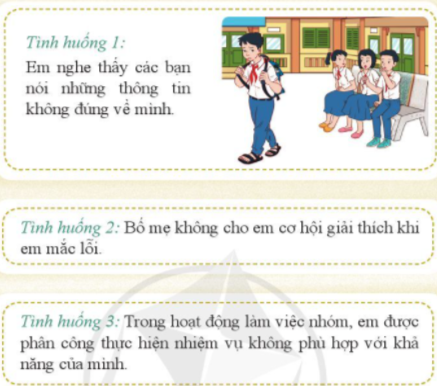 Tình huống 1:
Em nghe thấy các bạn
nói những thông tin
không đúng về mình.
Tình huống 2: Bố mẹ không cho em cơ hội giải thích khi
em mắc lỗi.
Tình huống 3: Trong hoạt động làm việc nhóm, em được
phân công thực hiện nhiệm vụ không phù hợp với khả
năng của mình.